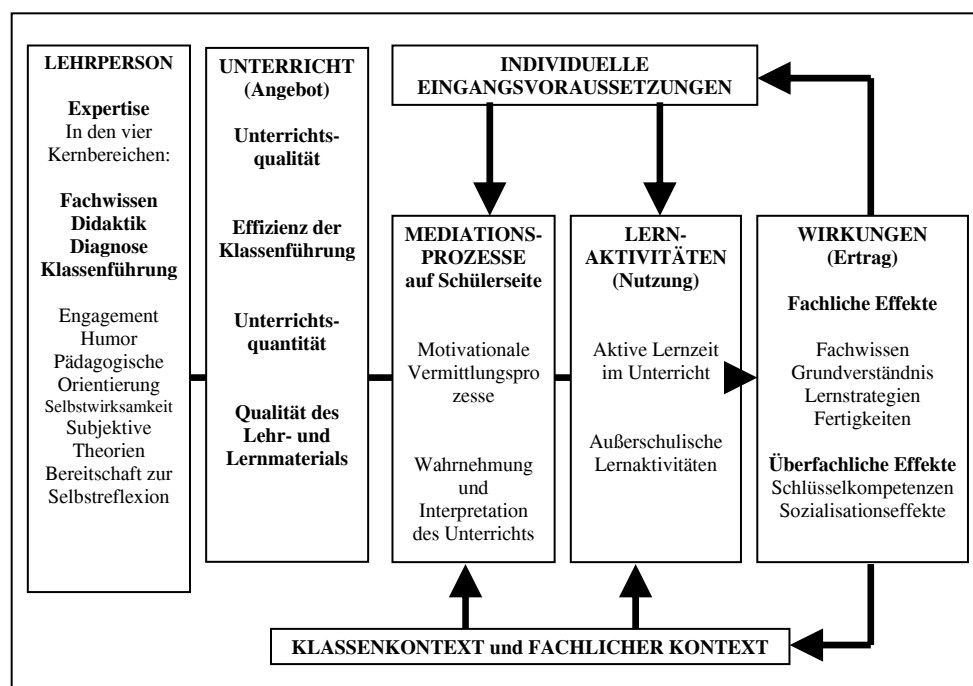 LEHRPERSON
Expertise
In den vier
Kernbereichen:
Fachwissen
Didaktik
Diagnose
Klassenführung
Engagement
Humor
Pädagogische
Orientierung
Selbstwirksamkeit
Subjektive
Theorien
Bereitschaft zur
Selbstreflexion
UNTERRICHT
(Angebot)
Unterrichts-
qualität
Effizienz der
Klassenführung
Unterrichts-
quantität
Qualität des
Lehr- und
Lernmaterials
INDIVIDUELLE
EINGANGSVORAUSSETZUNGEN
MEDIATIONS-
PROZESSE
auf Schülerseite
Motivationale
Vermittlungspro
zesse
Wahrnehmung
und
Interpretation
des Unterrichts
LERN-
AKTIVITÄTEN
(Nutzung)
Aktive Lernzeit
im Unterricht
Außerschulische
Lernaktivitäten
WIRKUNGEN
(Ertrag)
Fachliche Effekte
Fachwissen
Grundverständnis
Lernstrategien
Fertigkeiten
Überfachliche Effekte
Schlüsselkompetenzen
Sozialisationseffekte
KLASSENKONTEXT und FACHLICHER KONTEXT